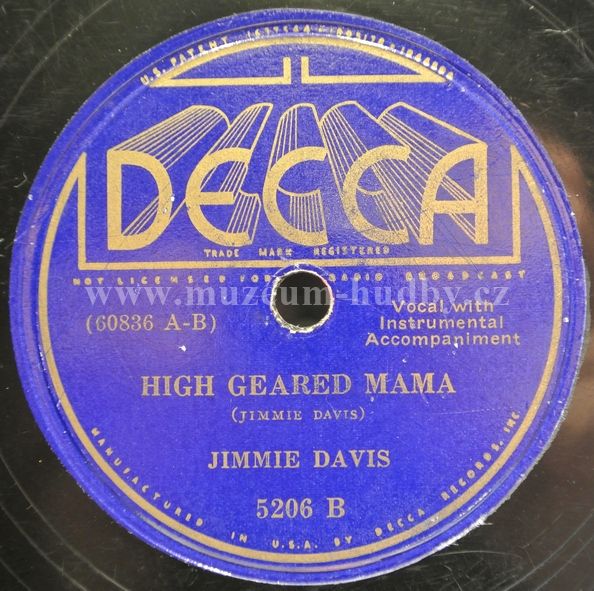 U.S. PATENT 1637544
DECCA
TRADE MARK REGISTERED
NOT LICENSED FOR RADIO BROADCAST
www.muzeum-hudby.cz
(60836 A-B)
Vocal with
Instrumental
Accompaniment
HIGH GEARED MAMA
(JIMMIE DAVIS)
JIMMIE DAVIS
5206 B
MANUFACTURED IN U.S.A. BY DECCA RECORDS, INC.